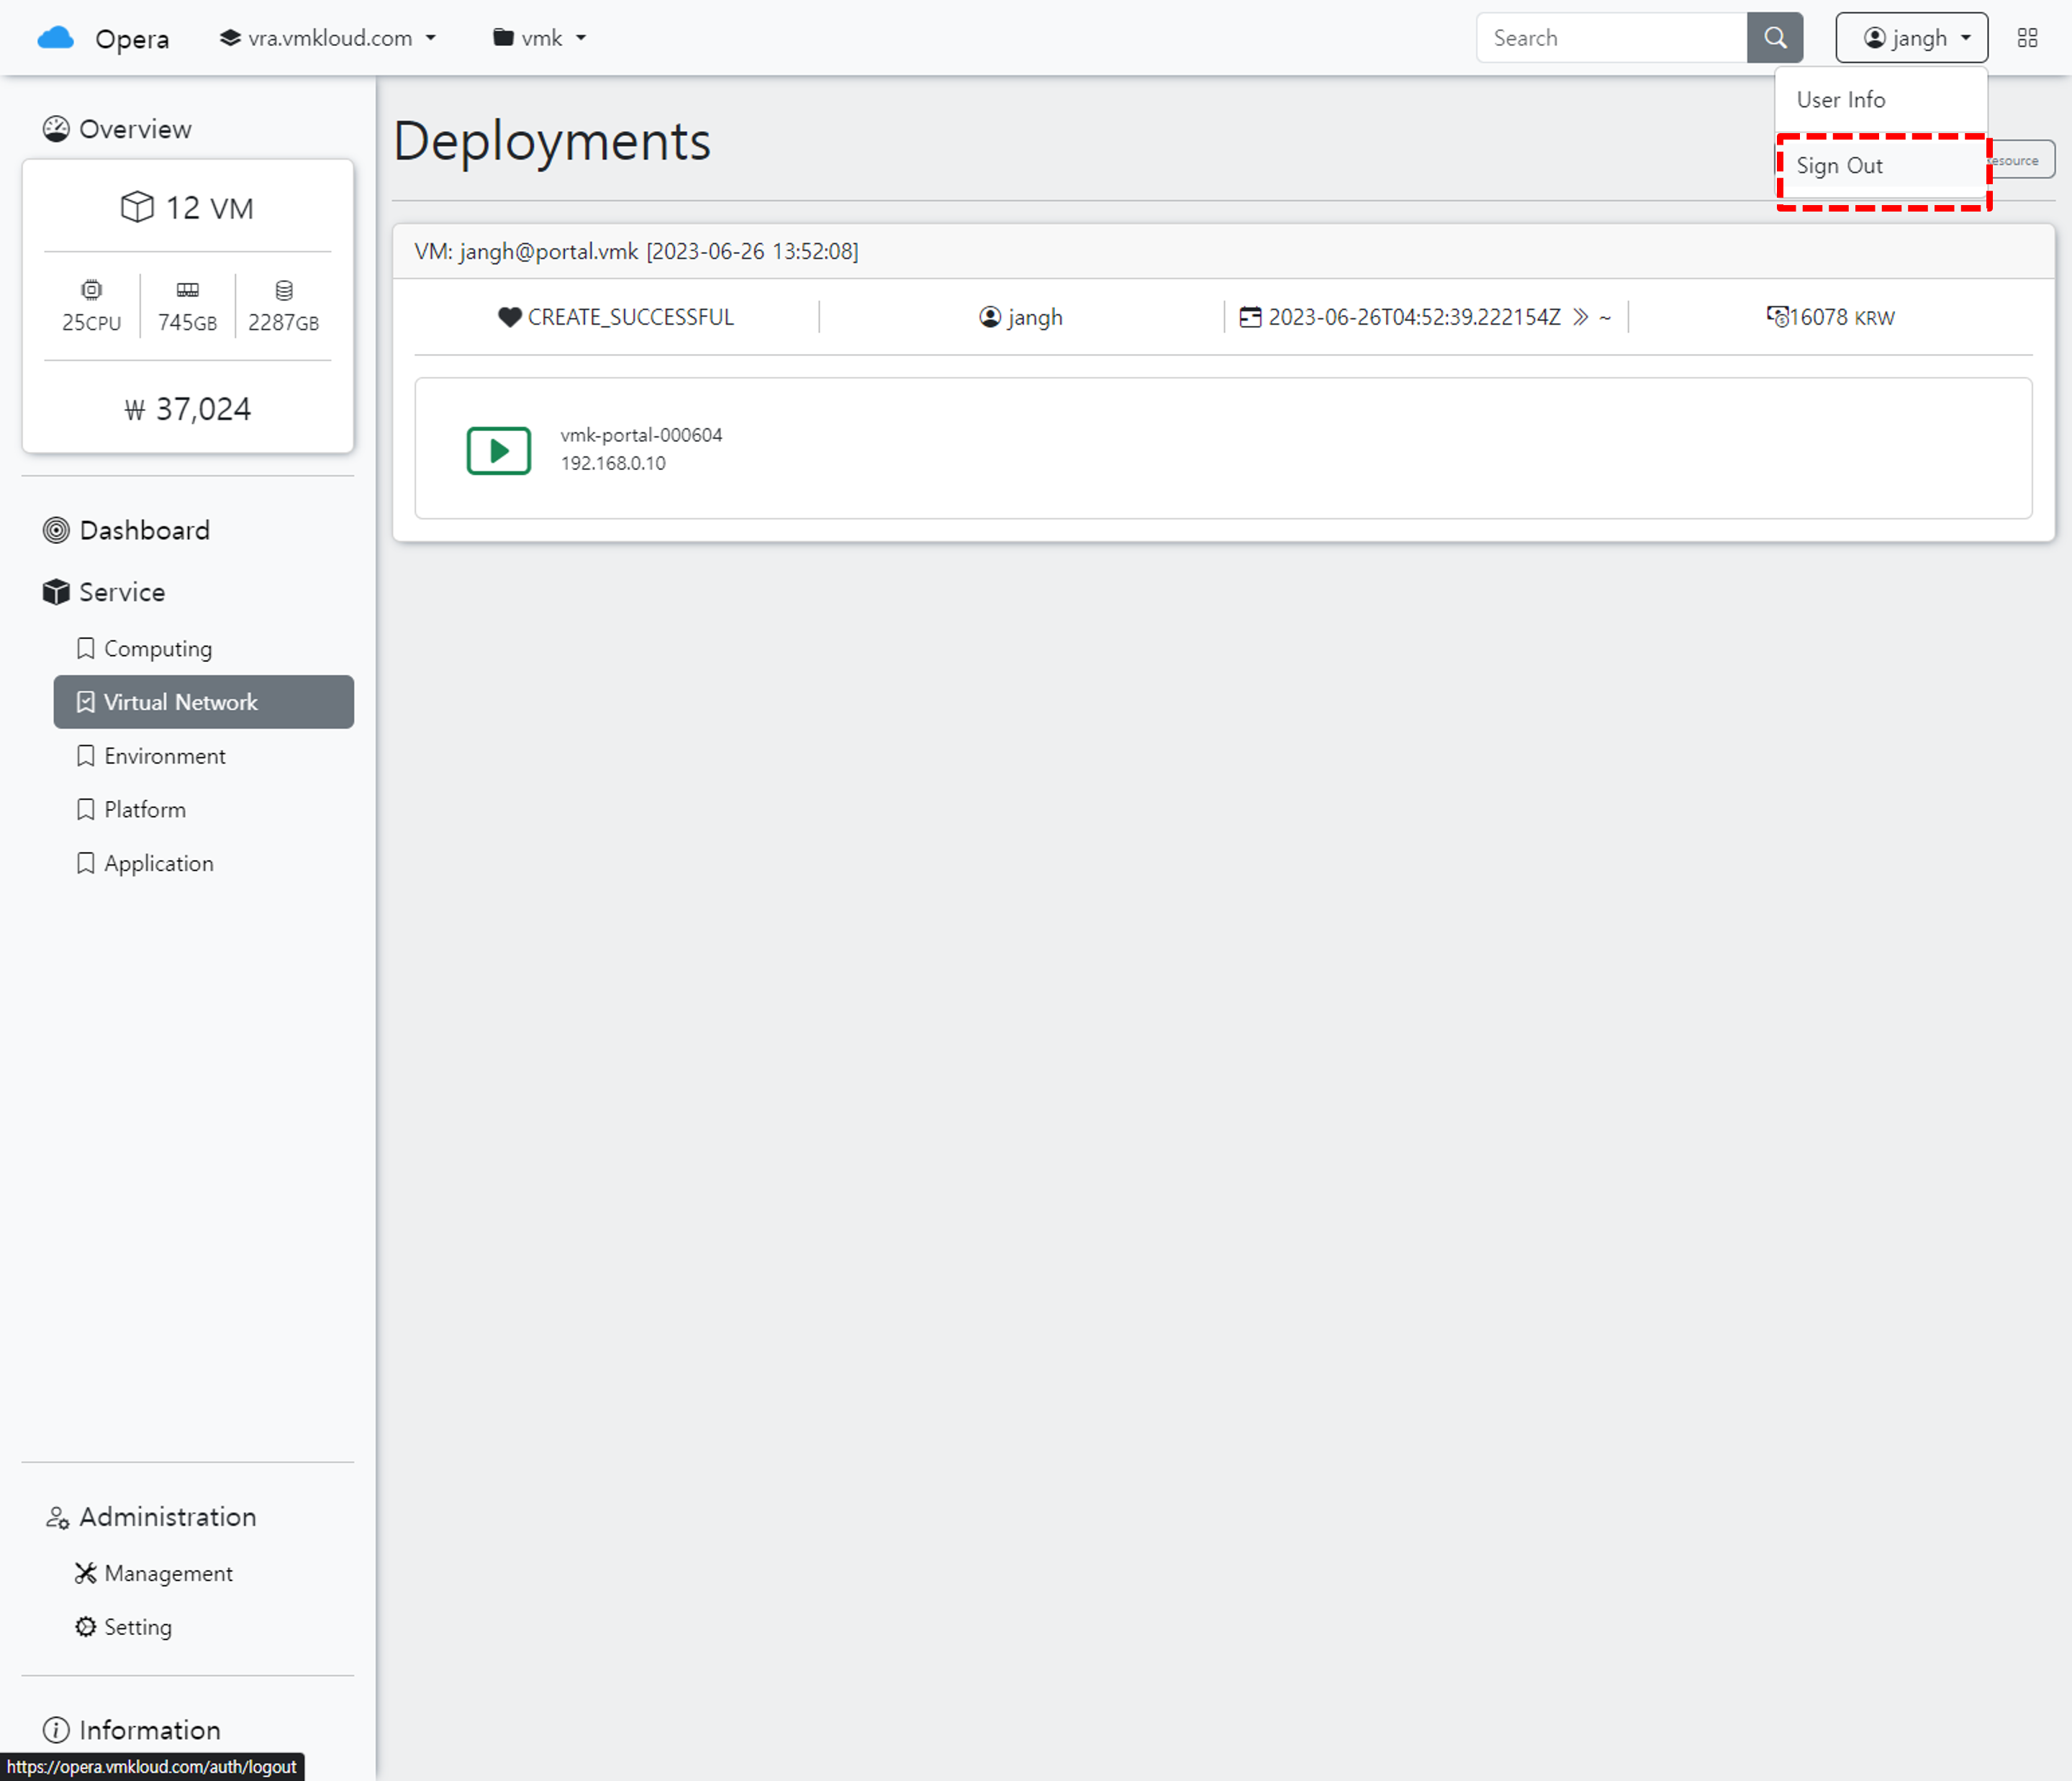 Opera vra.vmkloud.com vmk Search jangh
User Info
Sign Out
Overview
12 VM
25CPU 745GB 2287GB
₩ 37,024
Dashboard
Service
Computing
Virtual Network
Environment
Platform
Application
Administration
Management
Setting
Information
https://opera.vmkloud.com/auth/logout
Deployments
VM: jangh@portal.vmk [2023-06-26 13:52:08]
CREATE_SUCCESSFUL jangh 2023-06-26T04:52:39.222154Z ~ 16078 KRW
vmk-portal-000604
192.168.0.10